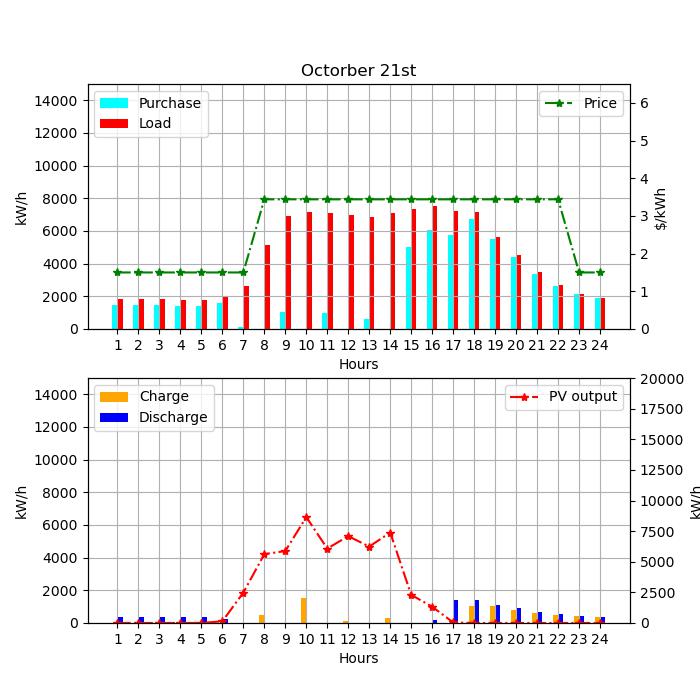 Octorber 21st
Purchase
Load
Price
14000
12000
10000
8000
6000
4000
2000
0
kW/h
6
5
4
3
2
1
0
$/kWh
1 2 3 4 5 6 7 8 9 10 11 12 13 14 15 16 17 18 19 20 21 22 23 24
Hours
Charge
Discharge
PV output
14000
12000
10000
8000
6000
4000
2000
0
kW/h
20000
17500
15000
12500
10000
7500
5000
2500
0
kW/h
1 2 3 4 5 6 7 8 9 10 11 12 13 14 15 16 17 18 19 20 21 22 23 24
Hours